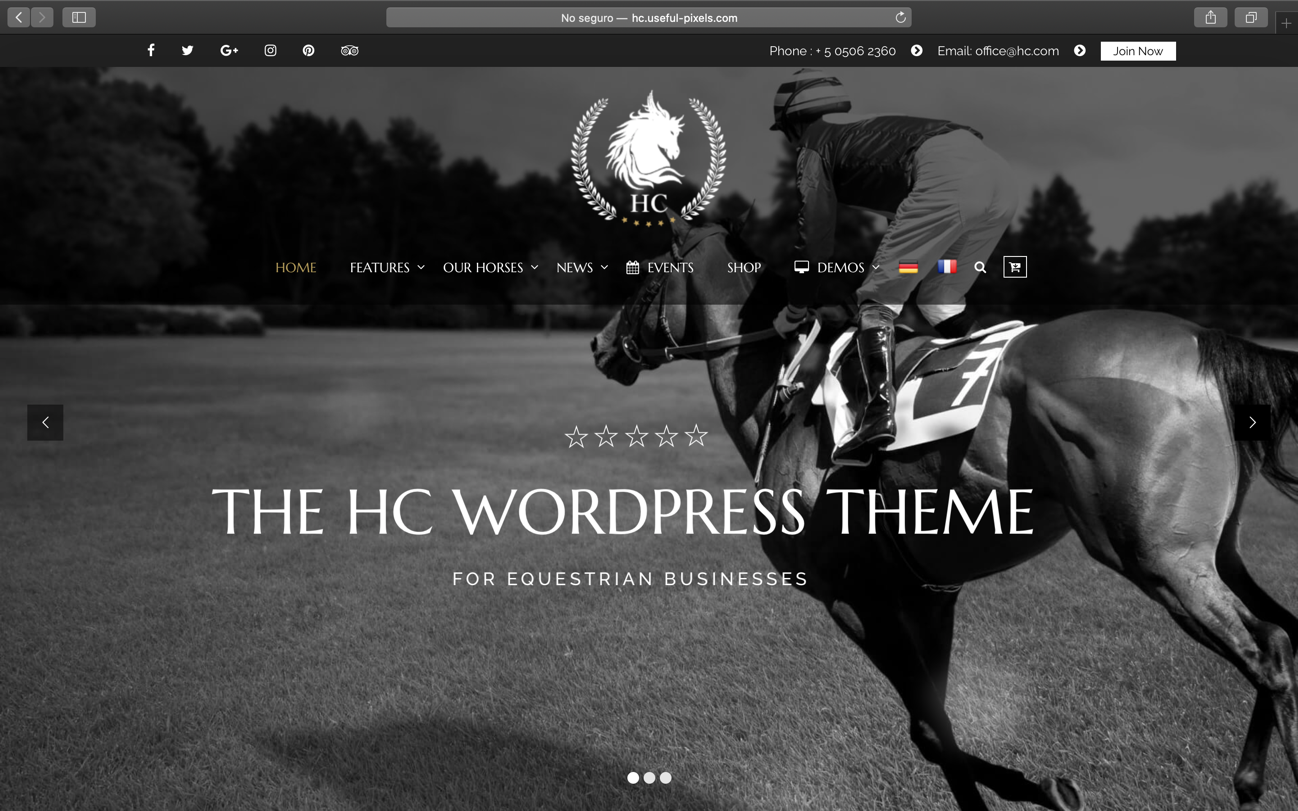 No seguro — hc.useful-pixels.com
Phone : + 5 0506 2360 Email: office@hc.com Join Now
HC
HOME FEATURES OUR HORSES NEWS EVENTS SHOP DEMOS
7
THE HC WORDPRESS THEME
FOR EQUESTRIAN BUSINESSES